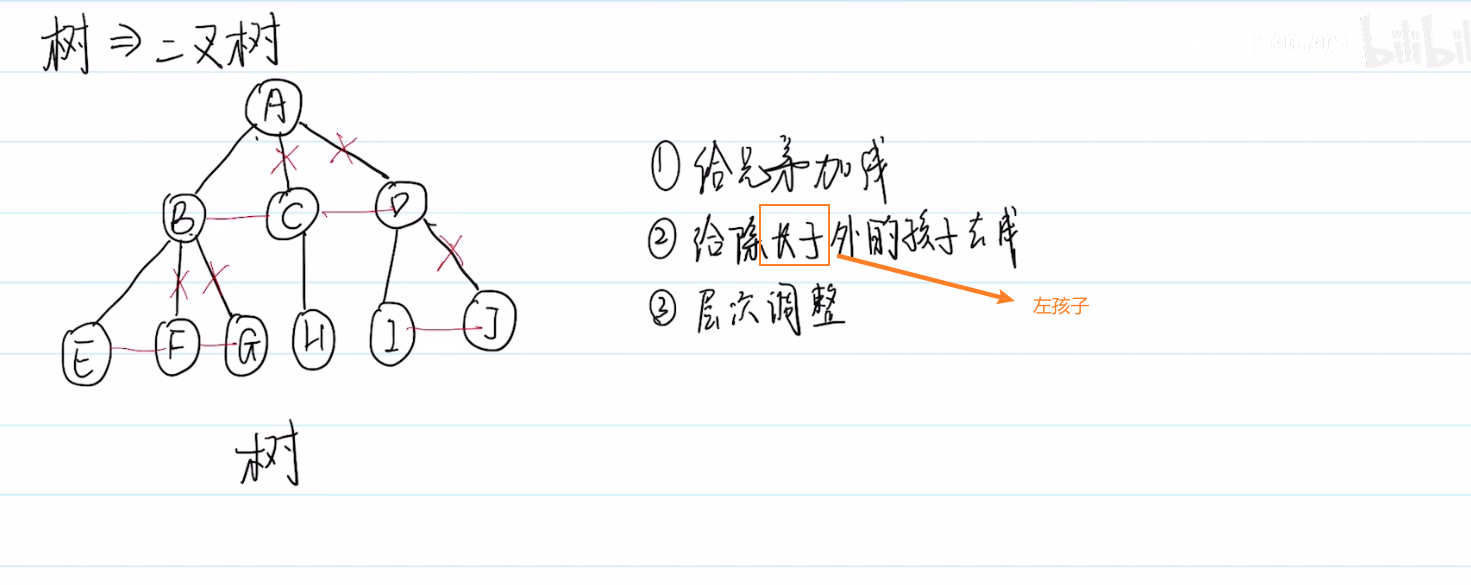 树⇒二叉树
bilibil
A
B C D
E F G H I J
① 给兄弟加线
② 给除长子外的孩子去线
左孩子
③ 层次调整
树